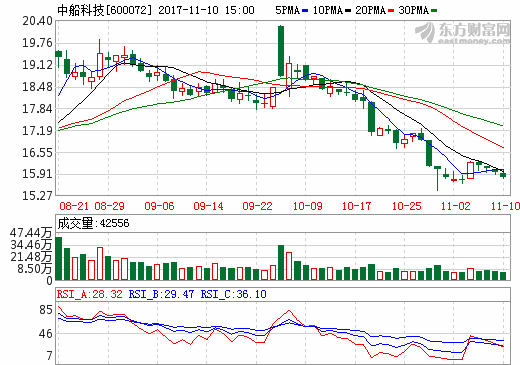 中船科技[600072] 2017-11-10 15:00 5PMA 10PMA 20PMA 30PMA
东方财富网
eastmoney.com
20.40
19.76
19.12
18.48
17.84
17.19
16.55
15.91
15.27
08-21 08-29 09-06 09-14 09-22 10-09 10-17 10-25 11-02 11-10
成交量:42556
47.44万
34.46万
21.48万
8.50万
RSI_A:28.32 RSI_B:29.47 RSI_C:36.10
85
46
7